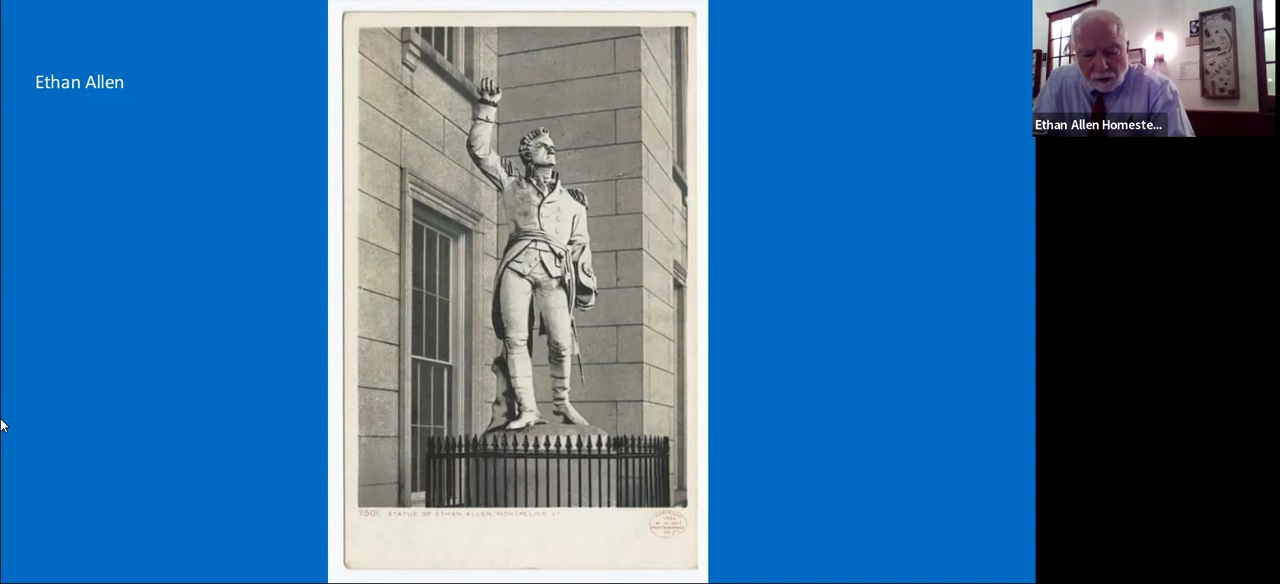 Ethan Allen
Ethan Allen Homeste...
7501. STATUE OF ETHAN ALLEN, MONTPELIER VT.